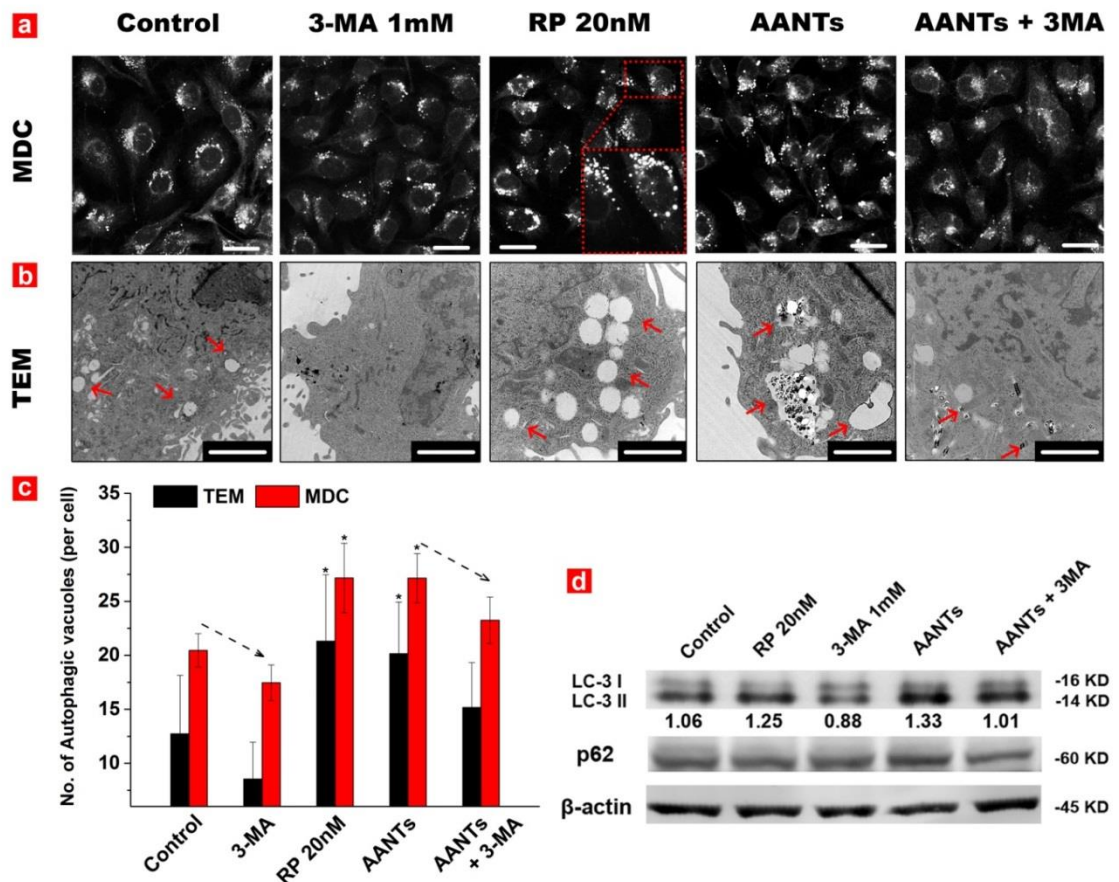 a
Control 3-MA 1mM RP 20nM AANTs AANTs + 3MA
MDC
b
TEM
c
TEM MDC
No. of Autophagic vacuoles (per cell)
35
30
25
20
15
10
* * * *
Control 3-MA RP 20nM AANTs AANTs
+ 3-MA
d
Control RP 20nM 3-MA 1mM AANTs AANTs + 3MA
LC-3 I -16 KD
LC-3 II -14 KD
1.06 1.25 0.88 1.33 1.01
p62 -60 KD
β-actin -45 KD